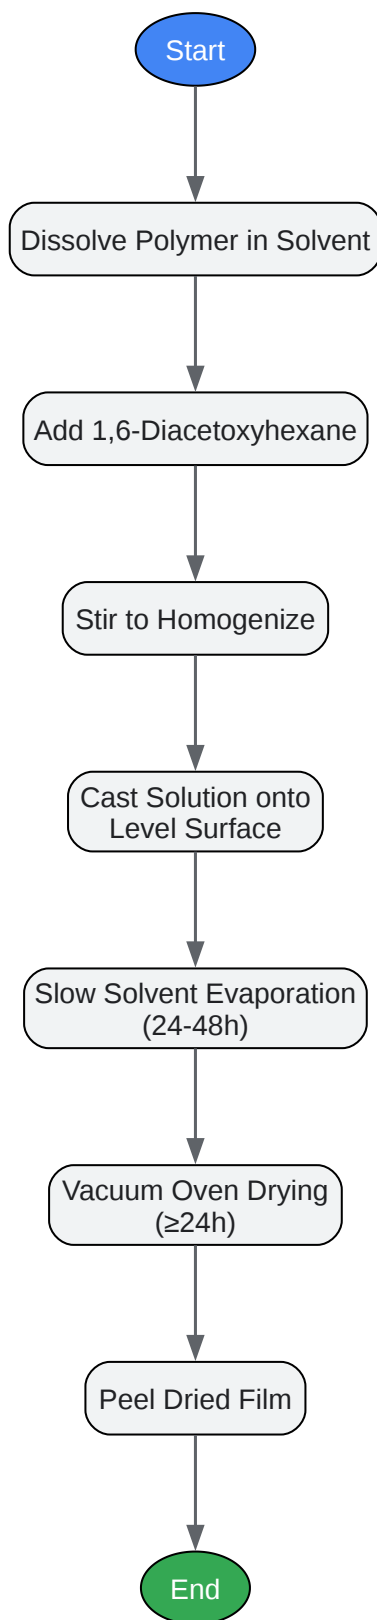 Start
Dissolve Polymer in Solvent
Add 1,6-Diacetoxyhexane
Stir to Homogenize
Cast Solution onto
Level Surface
Slow Solvent Evaporation
(24-48h)
Vacuum Oven Drying
(≥24h)
Peel Dried Film
End